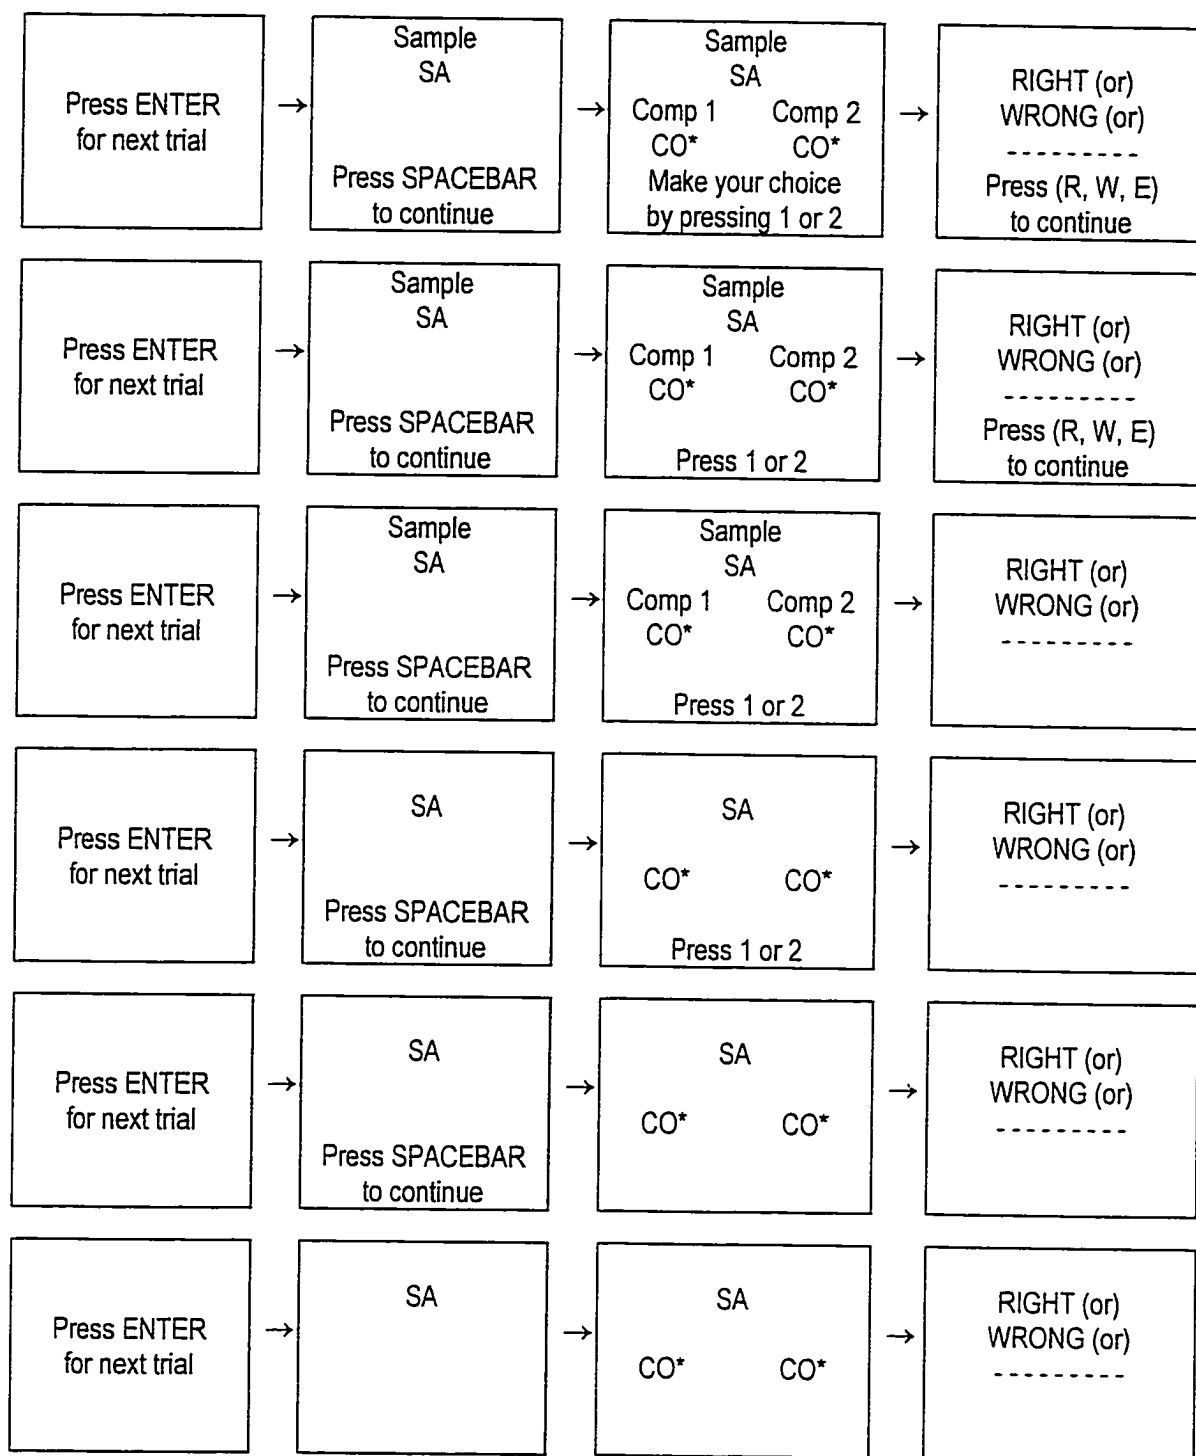 Press ENTER
for next trial
→
Sample
SA
Press SPACEBAR
to continue
→
Sample
SA
Comp 1 Comp 2
CO* CO*
Make your choice
by pressing 1 or 2
→
RIGHT (or)
WRONG (or)
---------
Press (R, W, E)
to continue
Press ENTER
for next trial
→
Sample
SA
Press SPACEBAR
to continue
→
Sample
SA
Comp 1 Comp 2
CO* CO*
Press 1 or 2
→
RIGHT (or)
WRONG (or)
---------
Press (R, W, E)
to continue
Press ENTER
for next trial
→
Sample
SA
Press SPACEBAR
to continue
→
Sample
SA
Comp 1 Comp 2
CO* CO*
Press 1 or 2
→
RIGHT (or)
WRONG (or)
---------
Press ENTER
for next trial
→
SA
Press SPACEBAR
to continue
→
SA
CO* CO*
Press 1 or 2
→
RIGHT (or)
WRONG (or)
---------
Press ENTER
for next trial
→
SA
Press SPACEBAR
to continue
→
SA
CO* CO*
→
RIGHT (or)
WRONG (or)
---------
Press ENTER
for next trial
→
SA
→
SA
CO* CO*
→
RIGHT (or)
WRONG (or)
---------